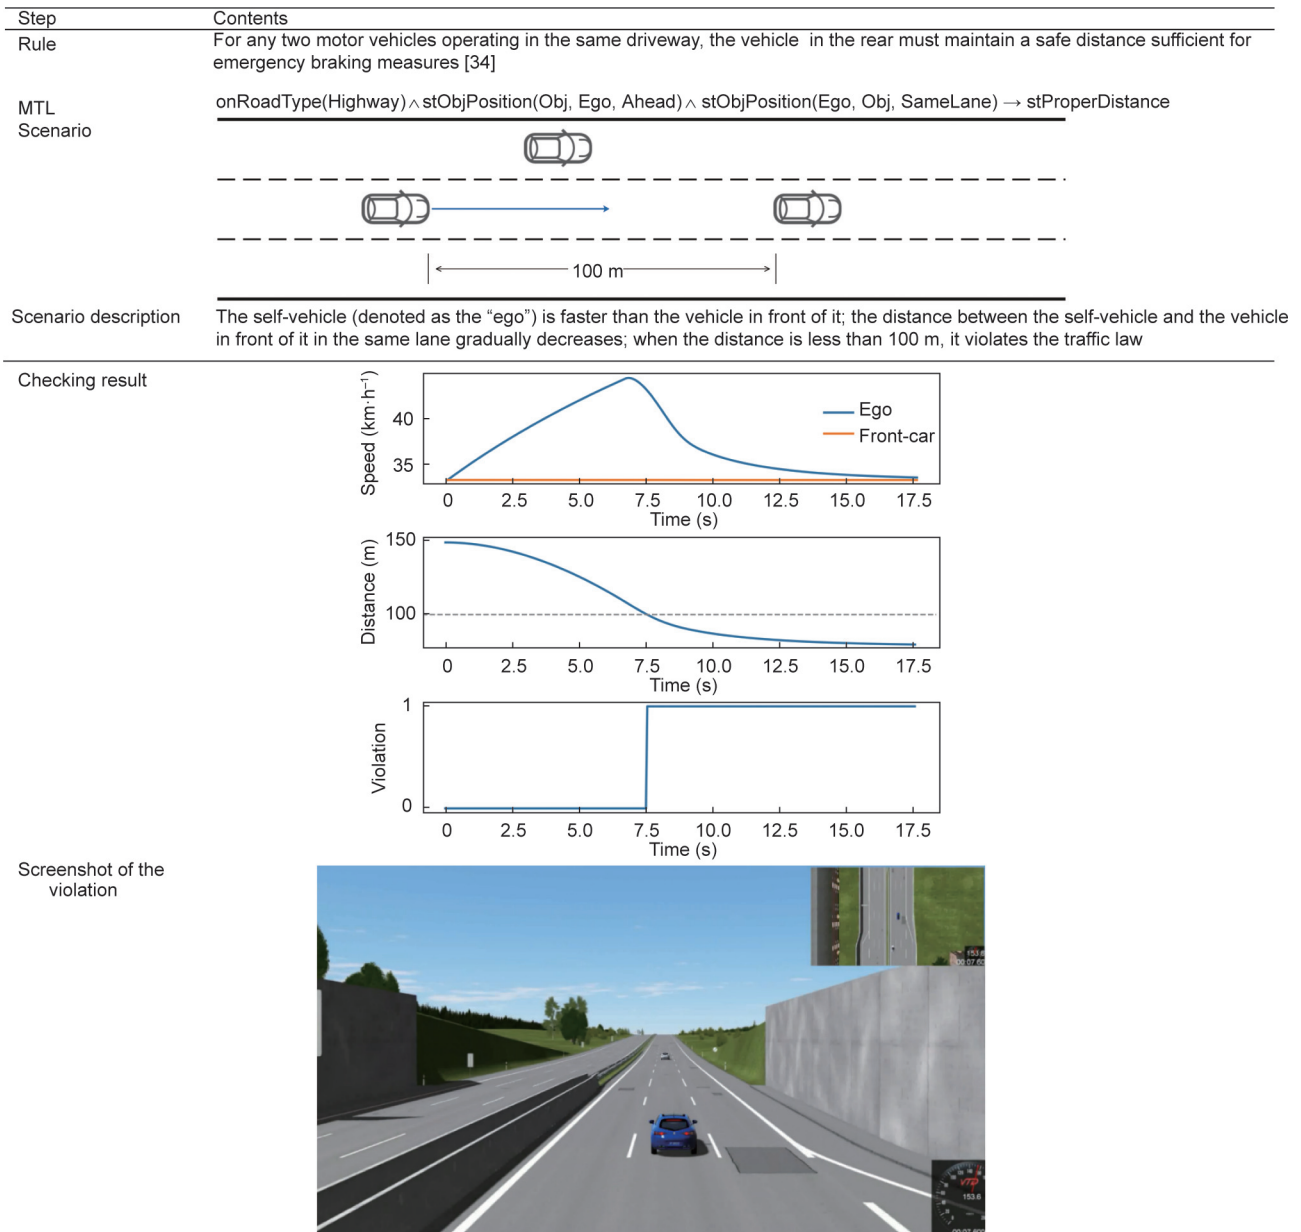 Step Contents
Rule For any two motor vehicles operating in the same driveway, the vehicle in the rear must maintain a safe distance sufficient for
emergency braking measures [34]
MTL onRoadType(Highway)∧stObjPosition(Obj, Ego, Ahead)∧ stObjPosition(Ego, Obj, SameLane) → stProperDistance
Scenario
100 m
Scenario description The self-vehicle (denoted as the “ego”) is faster than the vehicle in front of it; the distance between the self-vehicle and the vehicle
in front of it in the same lane gradually decreases; when the distance is less than 100 m, it violates the traffic law
Checking result
Speed (km·h⁻¹)
40
35
Ego
Front-car
0 2.5 5.0 7.5 10.0 12.5 15.0 17.5
Time (s)
Distance (m)
150
100
0 2.5 5.0 7.5 10.0 12.5 15.0 17.5
Time (s)
Violation
1
0
0 2.5 5.0 7.5 10.0 12.5 15.0 17.5
Time (s)
Screenshot of the
violation
153.6
VTD
153.6